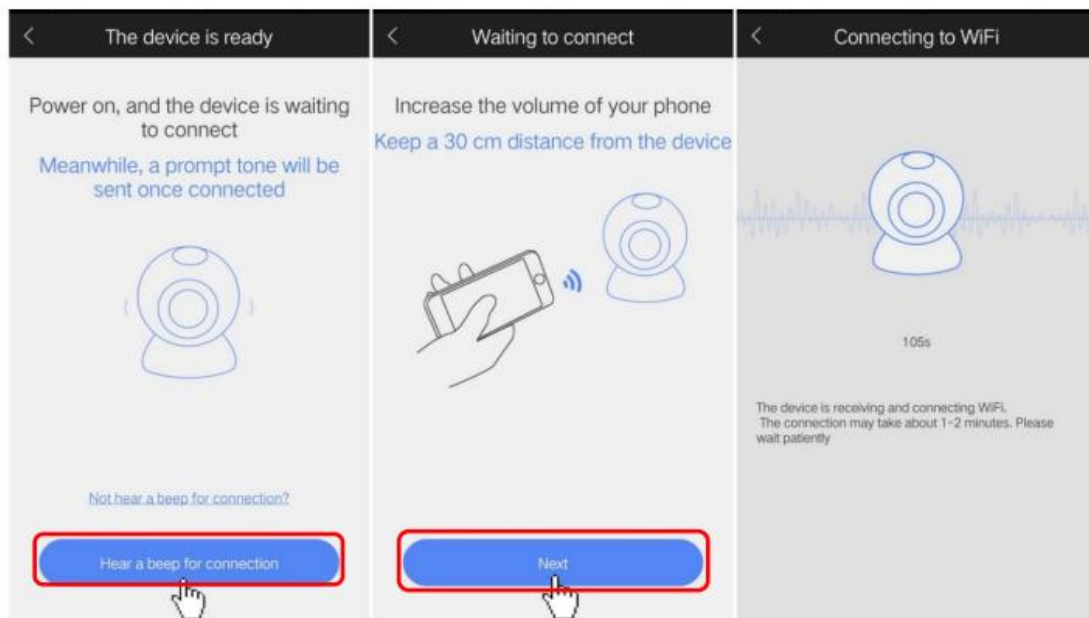 The device is ready
Power on, and the device is waiting
to connect
Meanwhile, a prompt tone will be
sent once connected
Not hear a beep for connection?
Hear a beep for connection
Waiting to connect
Increase the volume of your phone
Keep a 30 cm distance from the device
Next
Connecting to WiFi
105s
The device is receiving and connecting WiFi.
The connection may take about 1-2 minutes. Please
wait patiently